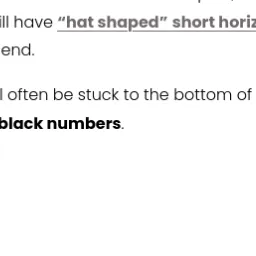 ill have “hat shaped” short horiz
end.
l often be stuck to the bottom of
black numbers.